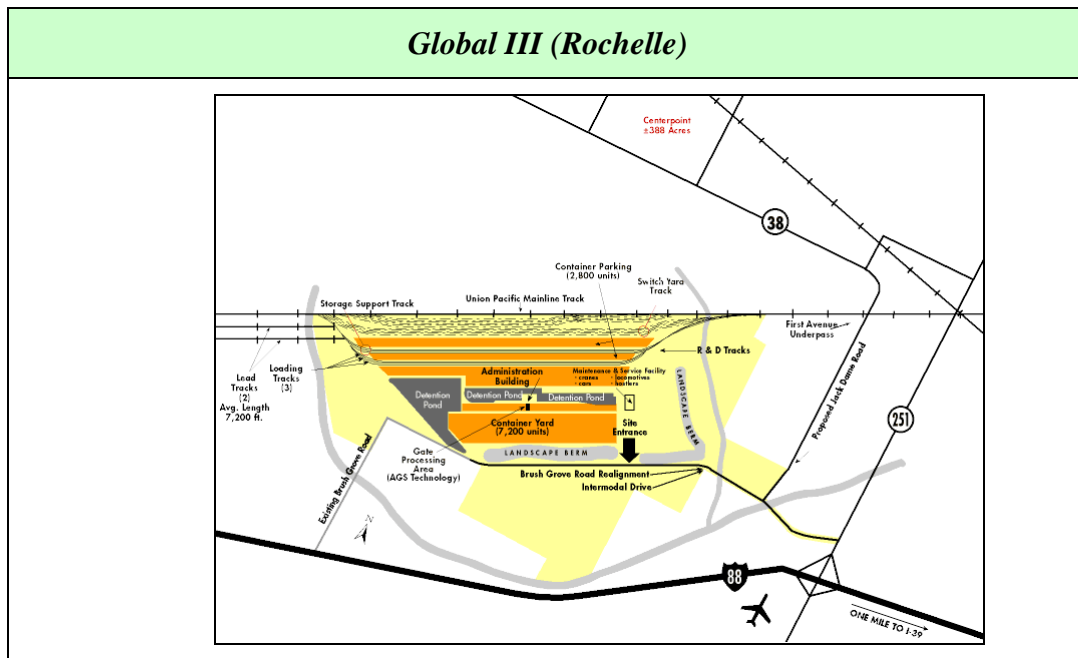 Global III (Rochelle)
Centerpoint
±388 Acres
38
Container Parking
(2,800 units)
Switch Yara
Track
Storage Support Track
Union Pacific Mainline Track
First Avenue
Underpass
R & D Tracks
Lead
Tracks
(2)
Avg. Length
7,200 ft.
Loading
Tracks
(3)
Administration
Building
Maintenance & Service Facility
· cranes · locomotives
· cars · hostlers
Detention
Pond
Detention Pond
Detention Pond
LANDSCAPE BERM
Proposed Jack Dame Road
251
Container Yard
(7,200 units)
Site
Entrance
LANDSCAPE BERM
Gate
Processing
Area
(AGS Technology)
Brush Grove Road Realignment
Intermodal Drive
Existing Brush Grove Road
N
88
ONE MILE TO I-39